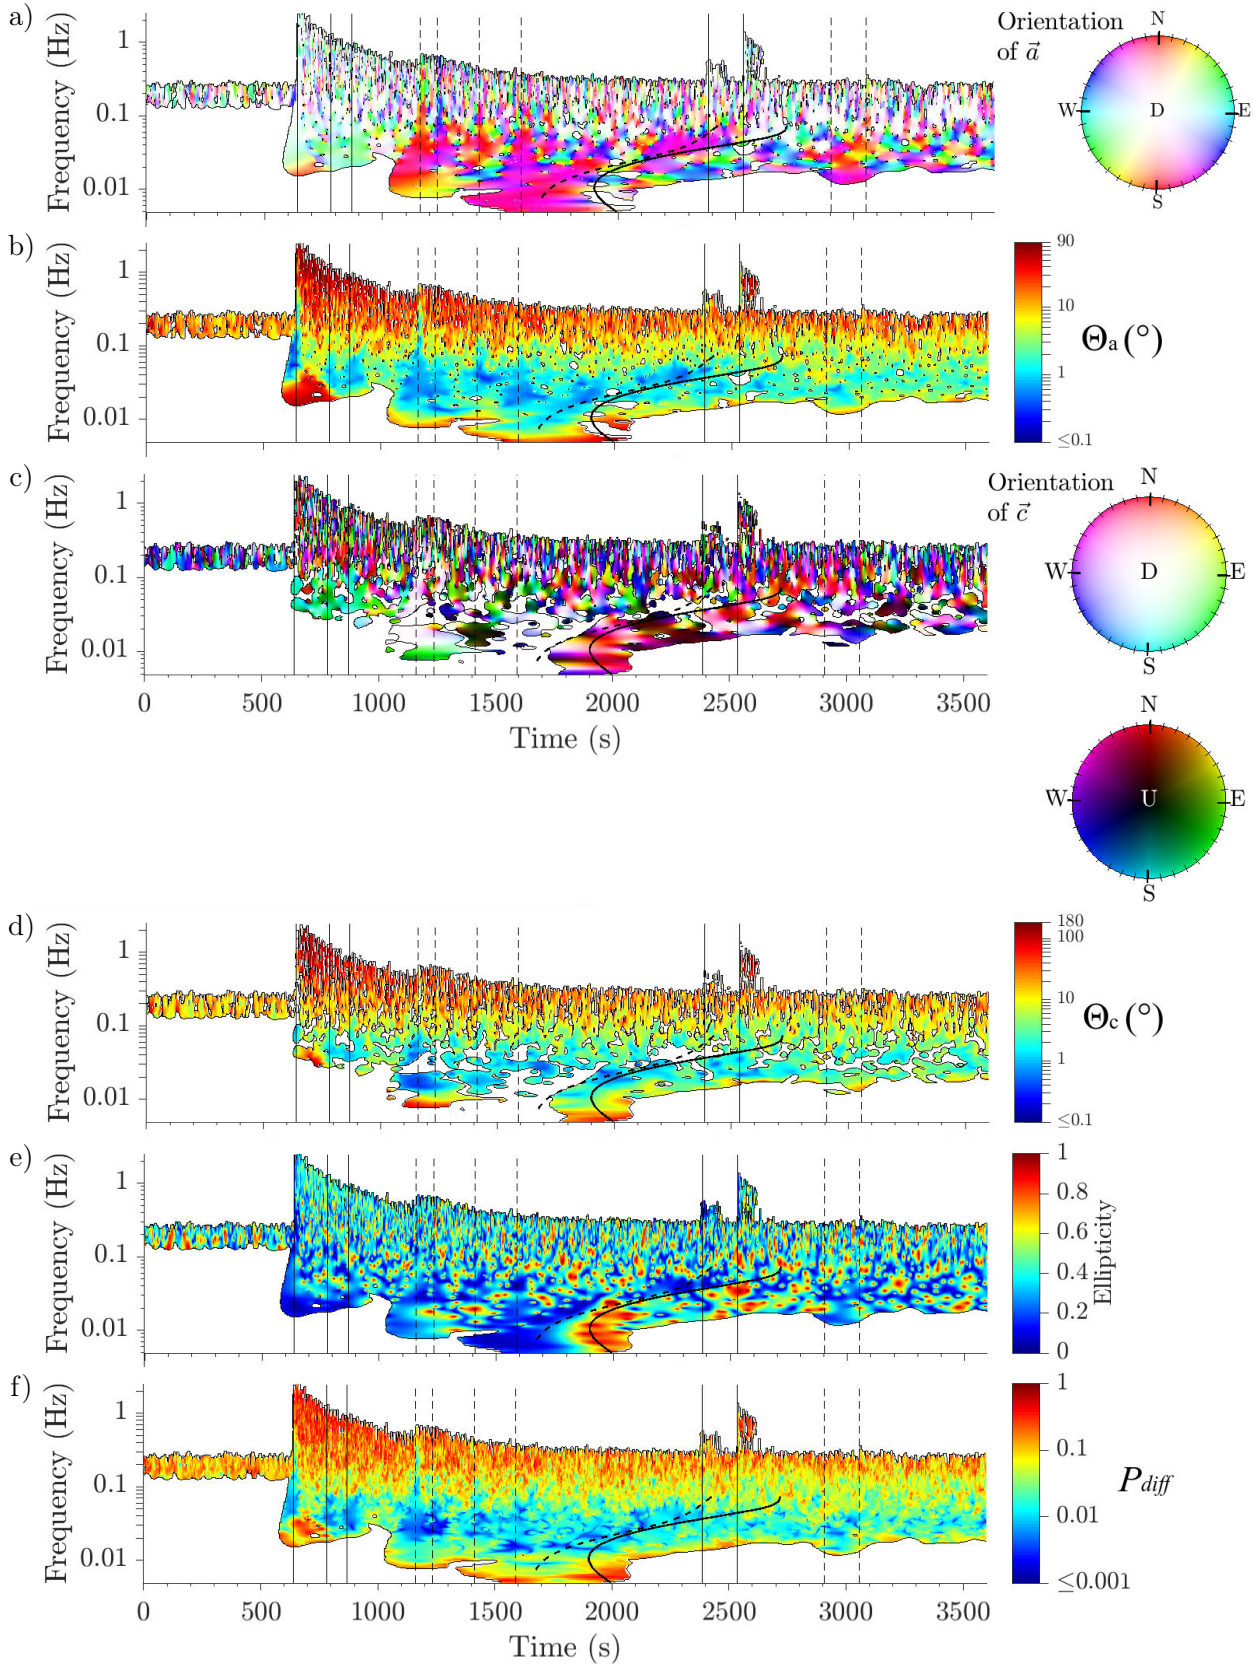 a)
Frequency (Hz)
1
0.1
0.01
Orientation
of a⃗
N
W D E
S
b)
Frequency (Hz)
1
0.1
0.01
90
10
1
≤0.1
Θa (°)
c)
Frequency (Hz)
1
0.1
0.01
0 500 1000 1500 2000 2500 3000 3500
Time (s)
Orientation
of c⃗
N
W D E
S
N
W U E
S
d)
Frequency (Hz)
1
0.1
0.01
180
100
10
1
≤0.1
Θc (°)
e)
Frequency (Hz)
1
0.1
0.01
1
0.8
0.6
0.4
0.2
0
Ellipticity
f)
Frequency (Hz)
1
0.1
0.01
0 500 1000 1500 2000 2500 3000 3500
Time (s)
1
0.1
0.01
≤0.001
Pdiff